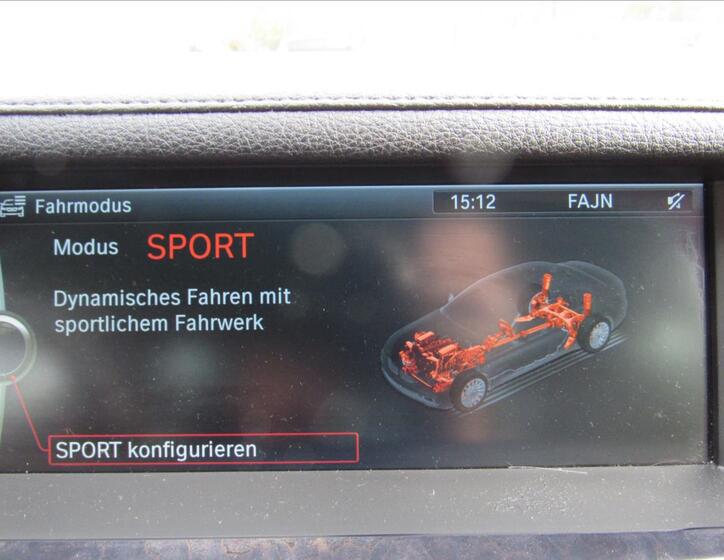 Fahrmodus 15:12 FAJN
Modus SPORT
Dynamisches Fahren mit
sportlichem Fahrwerk
SPORT konfigurieren